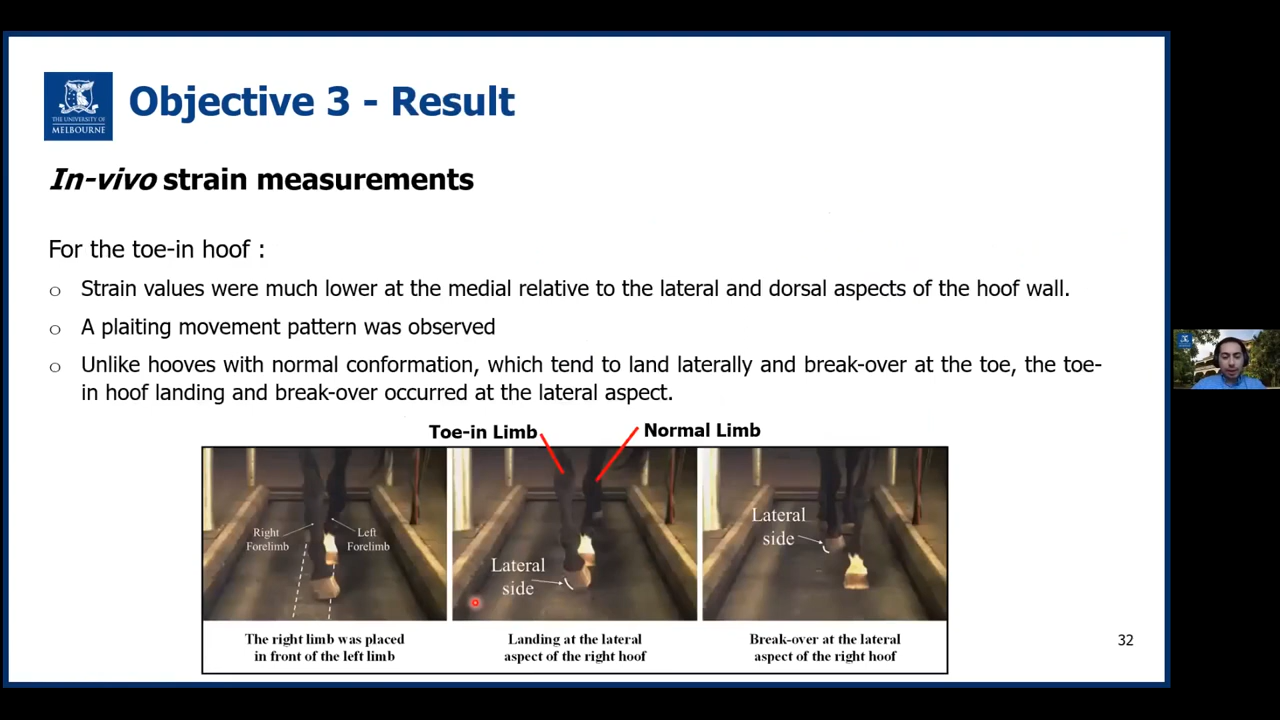 THE UNIVERSITY OF
MELBOURNE
Objective 3 - Result
In-vivo strain measurements
For the toe-in hoof :
o Strain values were much lower at the medial relative to the lateral and dorsal aspects of the hoof wall.
o A plaiting movement pattern was observed
o Unlike hooves with normal conformation, which tend to land laterally and break-over at the toe, the toe-
in hoof landing and break-over occurred at the lateral aspect.
Toe-in Limb
Normal Limb
Right
Forelimb
Left
Forelimb
Lateral
side
Lateral
side
The right limb was placed
in front of the left limb
Landing at the lateral
aspect of the right hoof
Break-over at the lateral
aspect of the right hoof
32